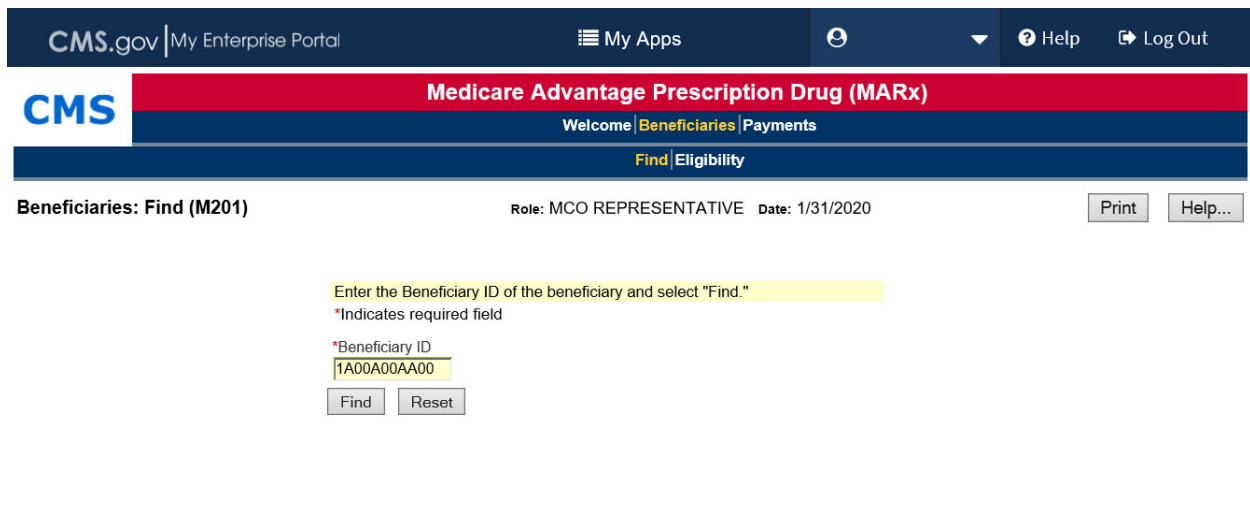 CMS.gov My Enterprise Portal My Apps Help Log Out
CMS
Medicare Advantage Prescription Drug (MARx)
Welcome|Beneficiaries|Payments
Find|Eligibility
Beneficiaries: Find (M201) Role: MCO REPRESENTATIVE Date: 1/31/2020 Print Help...
Enter the Beneficiary ID of the beneficiary and select "Find."
*Indicates required field
*Beneficiary ID
1A00A00AA00
Find Reset